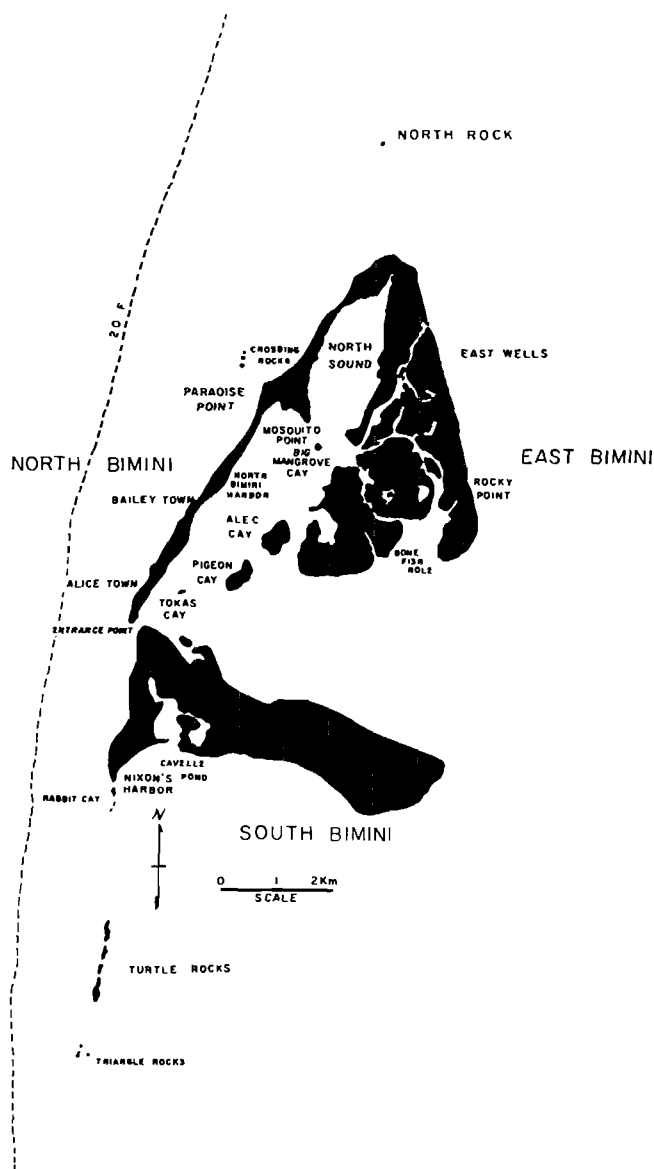 NORTH ROCK
20 F
CROSSING
ROCKS
NORTH
SOUND
EAST WELLS
PARADISE
POINT
MOSQUITO
POINT
BIG
MANGROVE
CAY
NORTH BIMINI
EAST BIMINI
NORTH
BIMINI
HARBOR
ROCKY
POINT
BAILEY TOWN
ALEC
CAY
BONE
FISH
HOLE
PIGEON
CAY
ALICE TOWN
TOKAS
CAY
ENTRANCE POINT
CAVELLE
POND
NIXON'S
HARBOR
RABBIT CAY
N
SOUTH BIMINI
0 1 2Km
SCALE
TURTLE ROCKS
TRIANGLE ROCKS